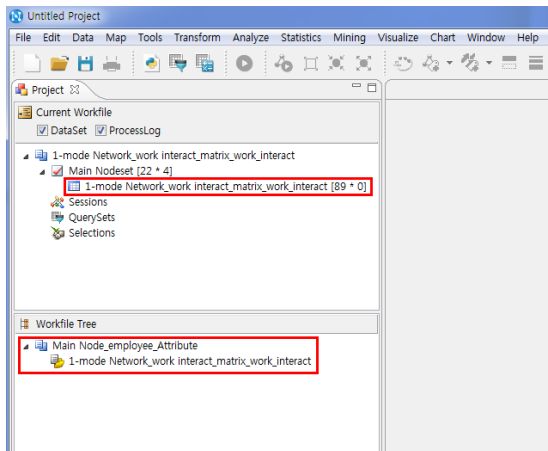 Untitled Project
File Edit Data Map Tools Transform Analyze Statistics Mining Visualize Chart Window Help
Project
Current Workfile
DataSet ProcessLog
1-mode Network_work interact_matrix_work_interact
Main Nodeset [22 * 4]
1-mode Network_work interact_matrix_work_interact [89 * 0]
Sessions
QuerySets
Selections
Workfile Tree
Main Node_employee_Attribute
1-mode Network_work interact_matrix_work_interact